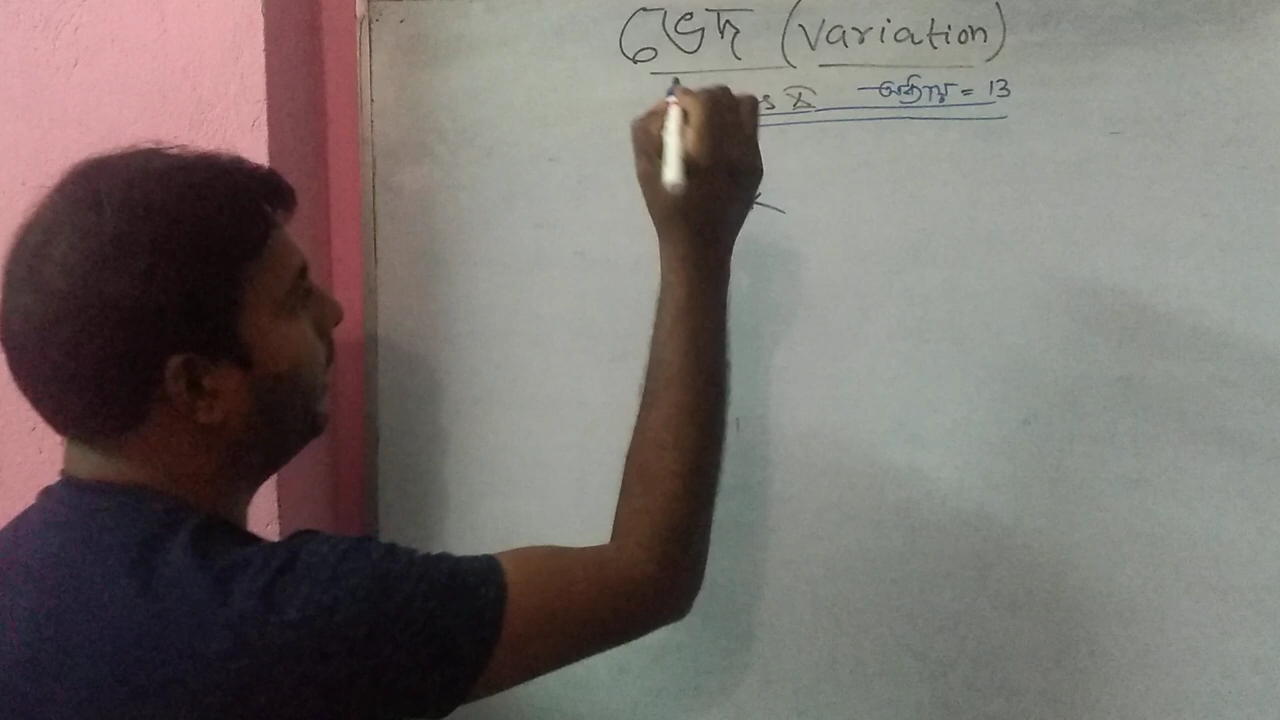 ভেদ (Variation)
s X অধ্যায় = 13